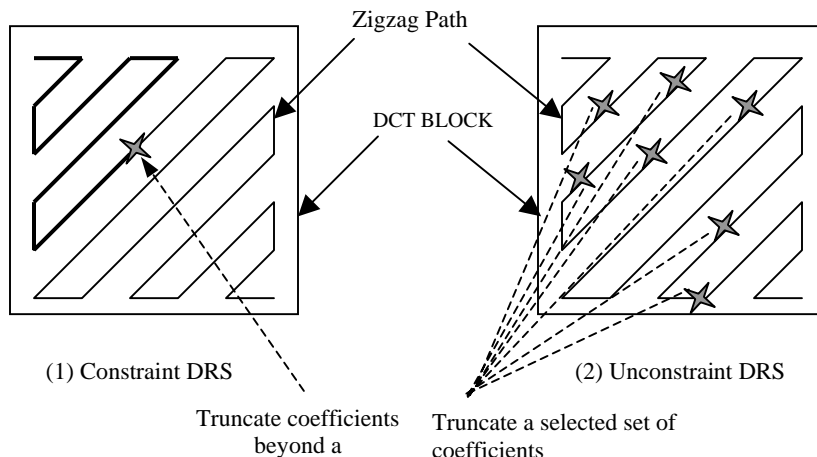 Zigzag Path
DCT BLOCK
(1) Constraint DRS
(2) Unconstraint DRS
Truncate coefficients
beyond a
Truncate a selected set of
coefficients